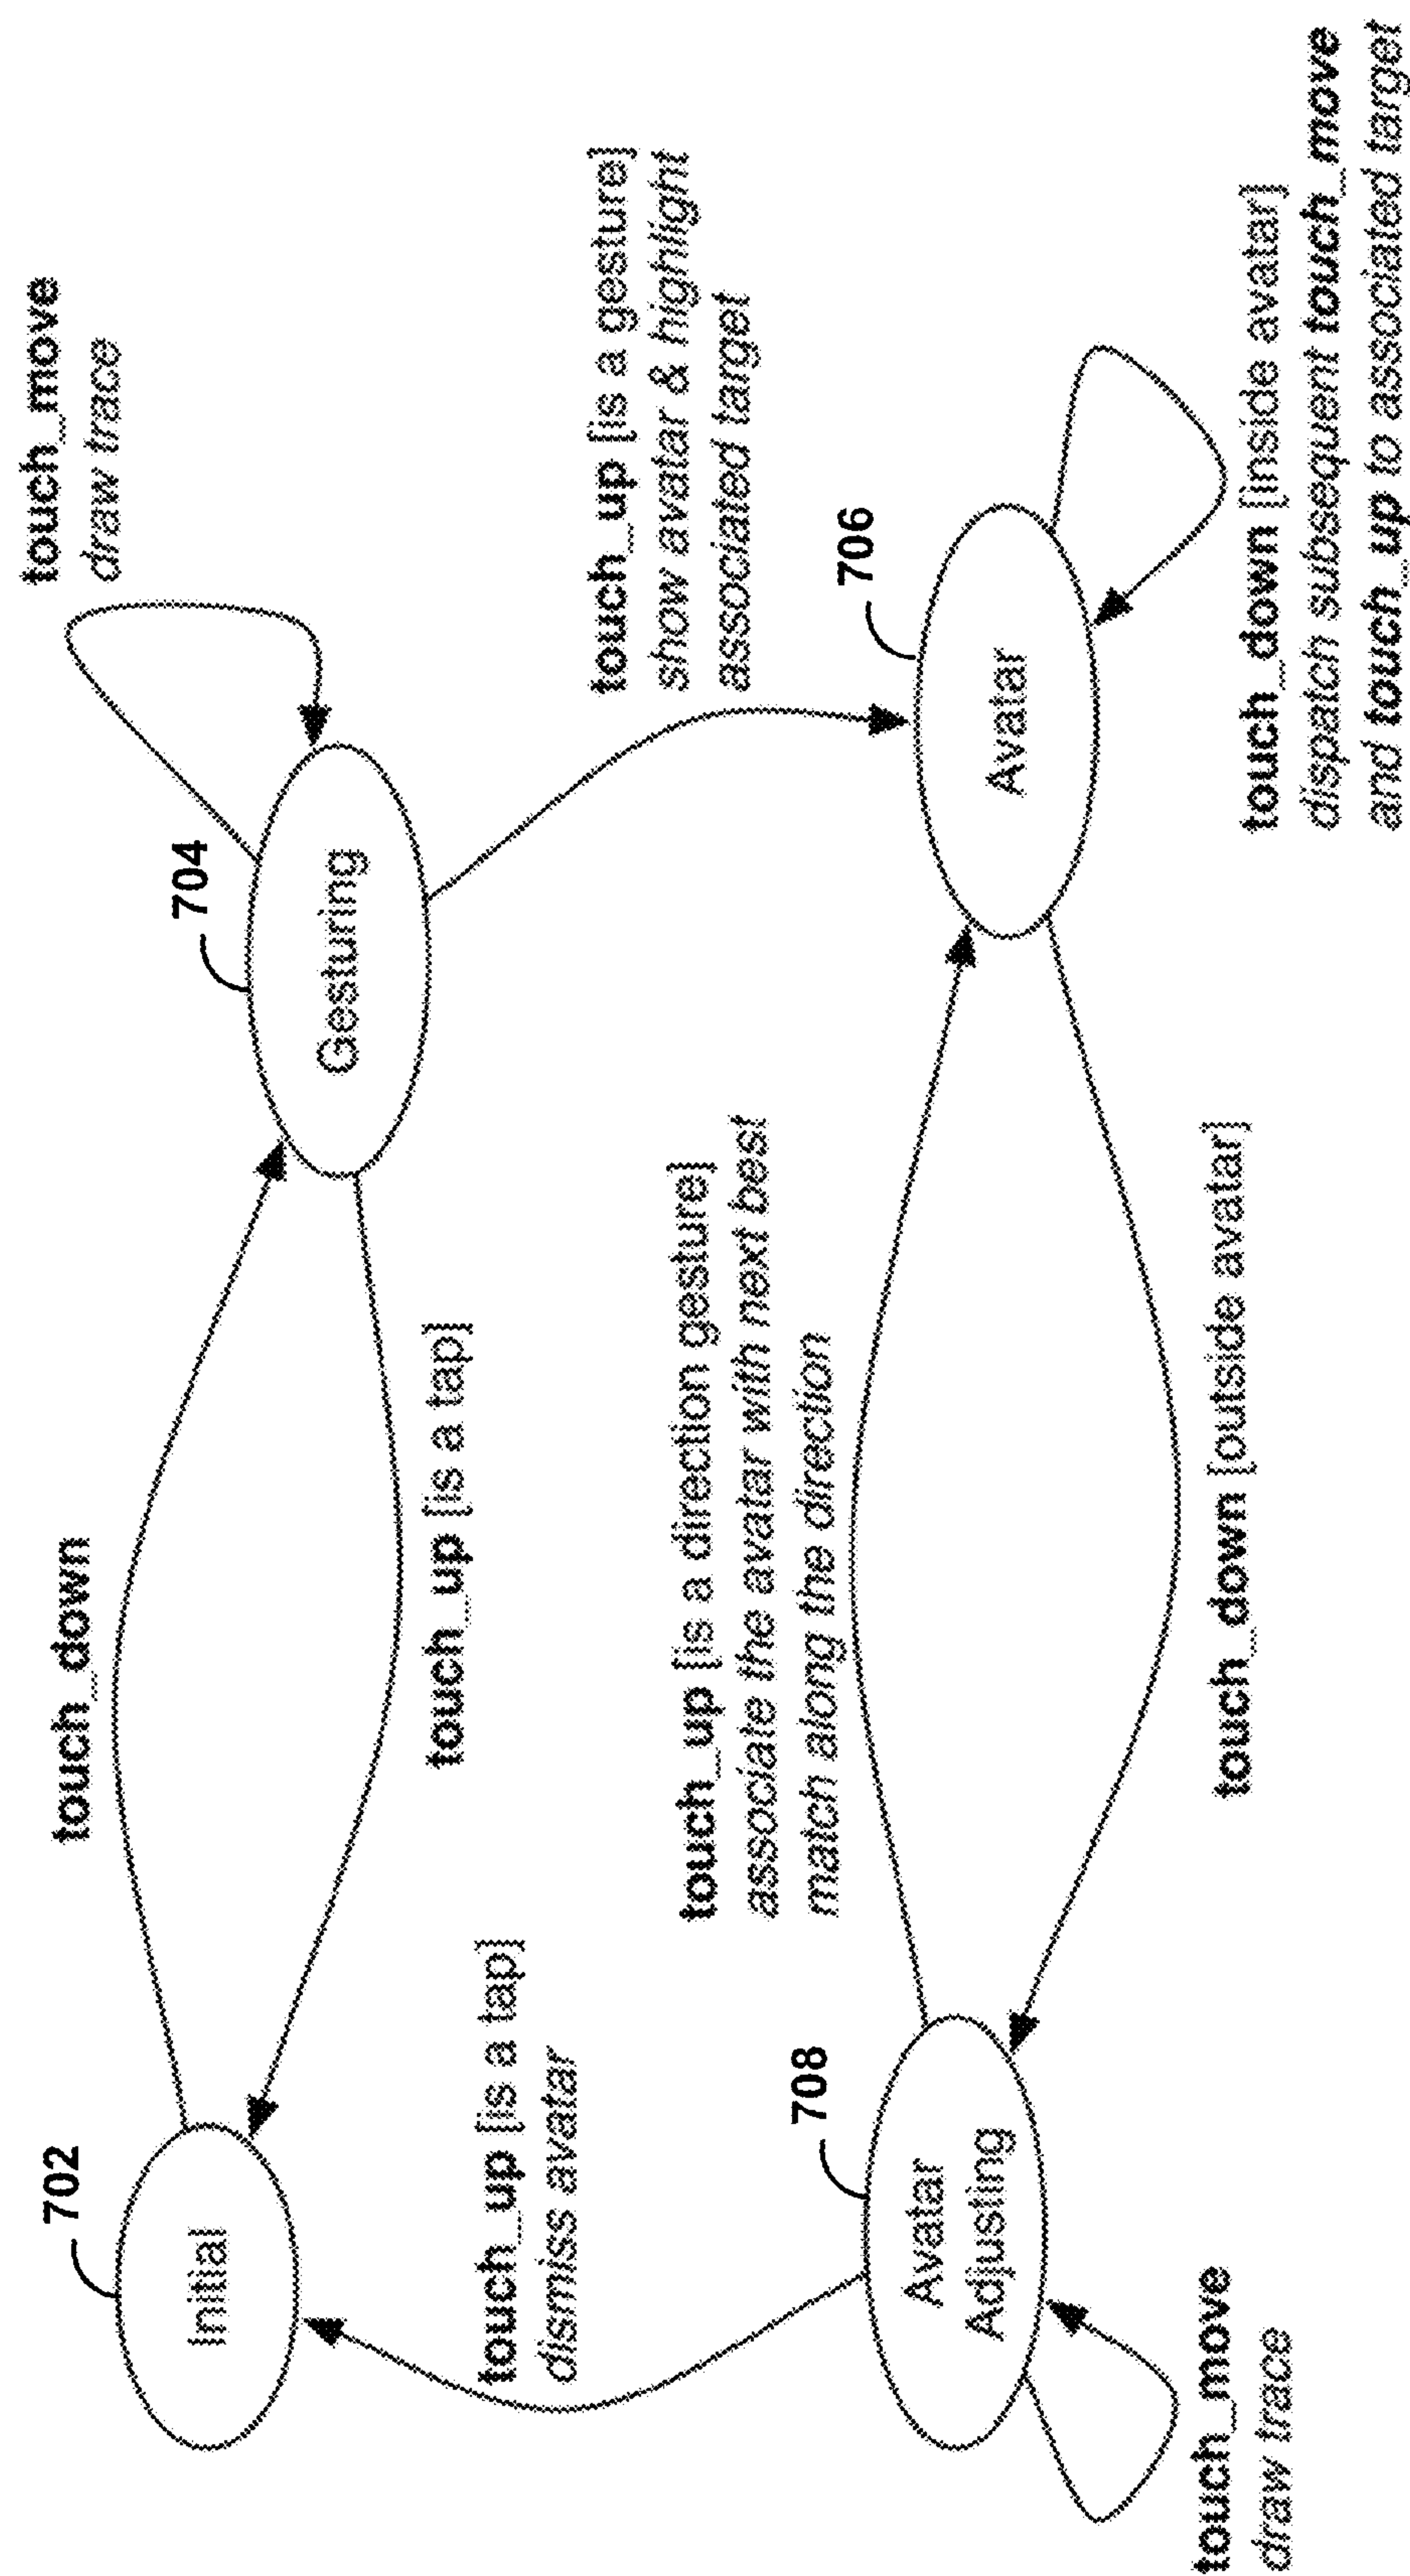 touch_down
touch_move
draw trace
702
Initial
704
Gesturing
touch_up [is a tap]
touch_up [is a tap]
dismiss avatar
touch_up [is a gesture]
show avatar & highlight
associated target
touch_up [is a direction gesture]
associate the avatar with next best
match along the direction
708
Avatar
Adjusting
706
Avatar
touch_move
draw trace
touch_down [outside avatar]
touch_down [inside avatar]
dispatch subsequent touch_move
and touch_up to associated target